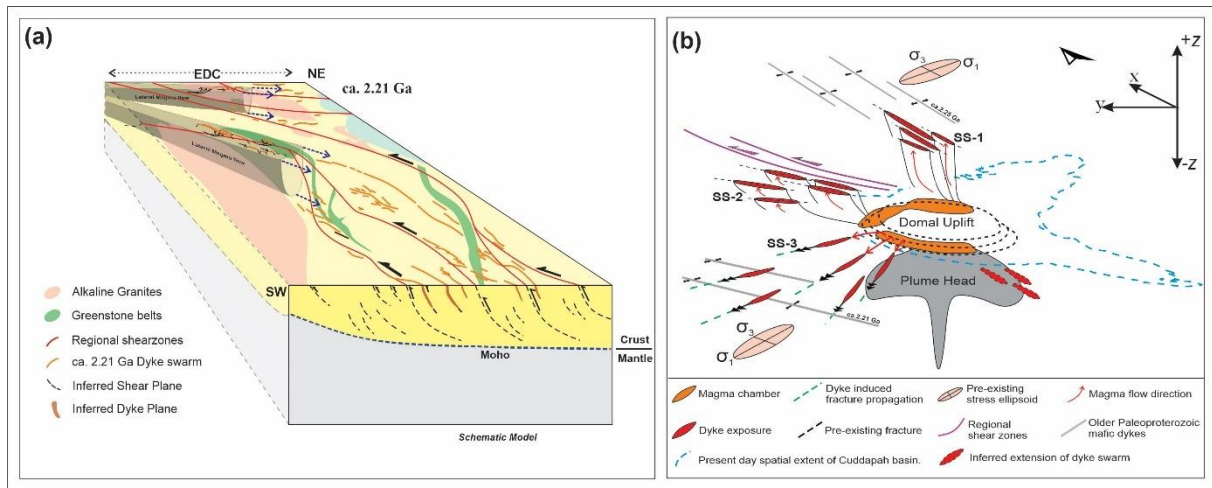 (a)
EDC
NE
ca. 2.21 Ga
Lateral Magma flow
Lateral Magma flow
SW
Crust
Moho
Mantle
Alkaline Granites
Greenstone belts
Regional shearzones
ca. 2.21 Ga Dyke swarm
Inferred Shear Plane
Inferred Dyke Plane
Schematic Model
(b)
σ3
σ1
+z
x
y
-z
ca.2.25 Ga
SS-1
SS-2
SS-3
Domal Uplift
Plume Head
ca.2.21 Ga
σ3
σ1
Magma chamber
Dyke induced
fracture propagation
Pre-existing
stress ellipsoid
Magma flow direction
Dyke exposure
Pre-existing fracture
Regional
shear zones
Older Paleoproterozoic
mafic dykes
Present day spatial extent of Cuddapah basin.
Inferred extension of dyke swarm